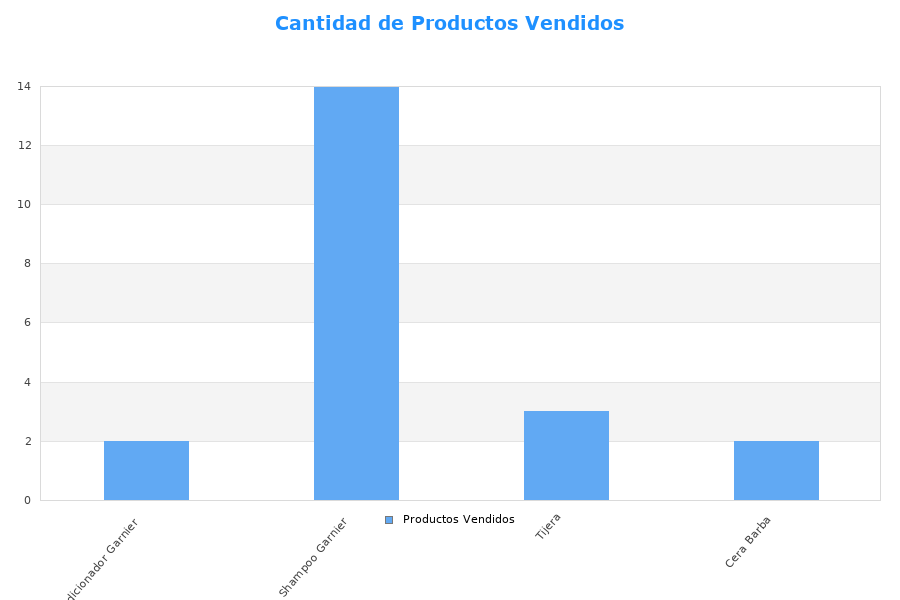 Cantidad de Productos Vendidos
14
12
10
8
6
4
2
0
Garnier
Shampoo Garnier
Tijera
Cera Barba
Productos Vendidos